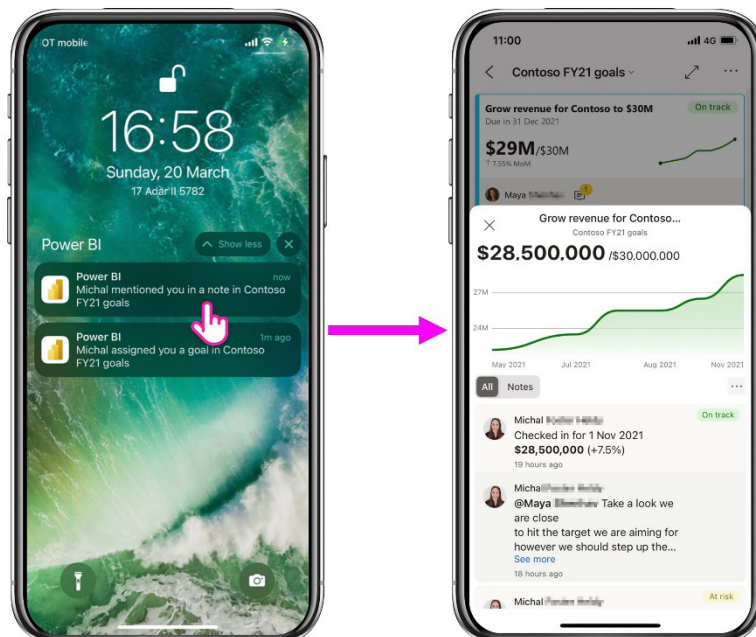 OT mobile
16:58
Sunday, 20 March
17 Adar II 5782
Power BI
Show less
Power BI
now
Michal mentioned you in a note in Contoso
FY21 goals
Power BI
1m ago
Michal assigned you a goal in Contoso
FY21 goals
11:00
4G
Contoso FY21 goals
Grow revenue for Contoso to $30M
On track
Due in 31 Dec 2021
$29M/$30M
↑ 7.55% MoM
Maya
1
Grow revenue for Contoso...
Contoso FY21 goals
$28,500,000 /$30,000,000
27M
24M
May 2021 Jul 2021 Aug 2021 Nov 2021
All Notes
Michal
On track
Checked in for 1 Nov 2021
$28,500,000 (+7.5%)
19 hours ago
Micha
@Maya Take a look we
are close
to hit the target we are aiming for
however we should step up the...
See more
18 hours ago
Michal
At risk